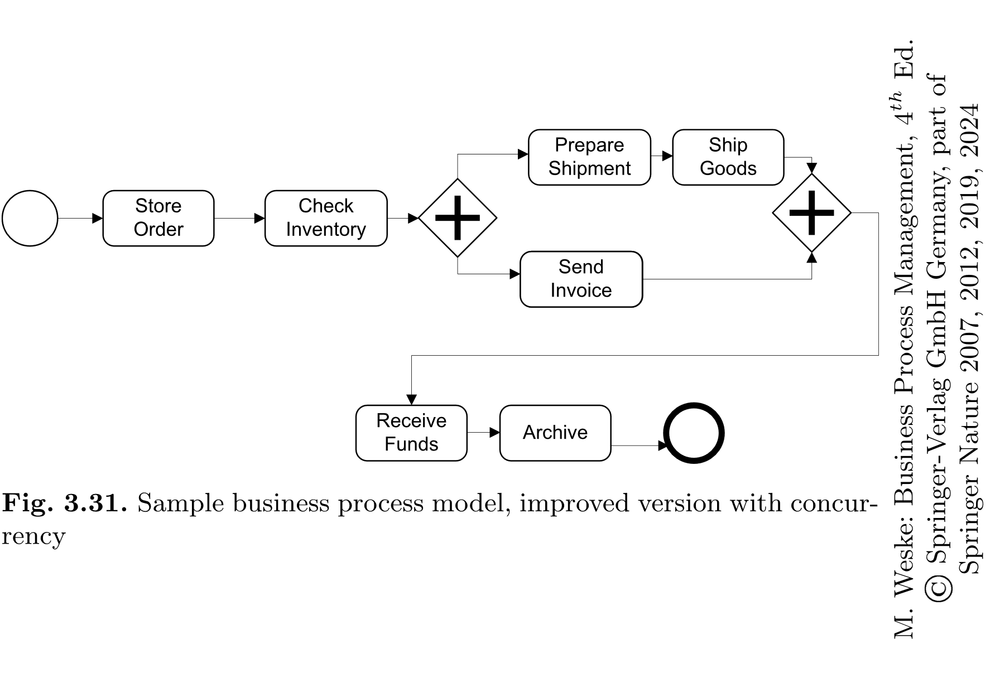 Store
Order
Check
Inventory
Prepare
Shipment
Ship
Goods
Send
Invoice
Receive
Funds
Archive
Fig. 3.31. Sample business process model, improved version with concur-
rency
M. Weske: Business Process Management, 4th Ed.
© Springer-Verlag GmbH Germany, part of
Springer Nature 2007, 2012, 2019, 2024